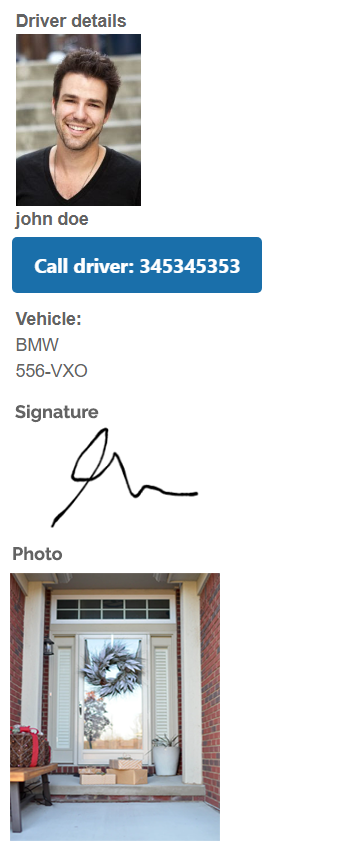 Driver details
john doe
Call driver: 345345353
Vehicle:
BMW
556-VXO
Signature
Photo